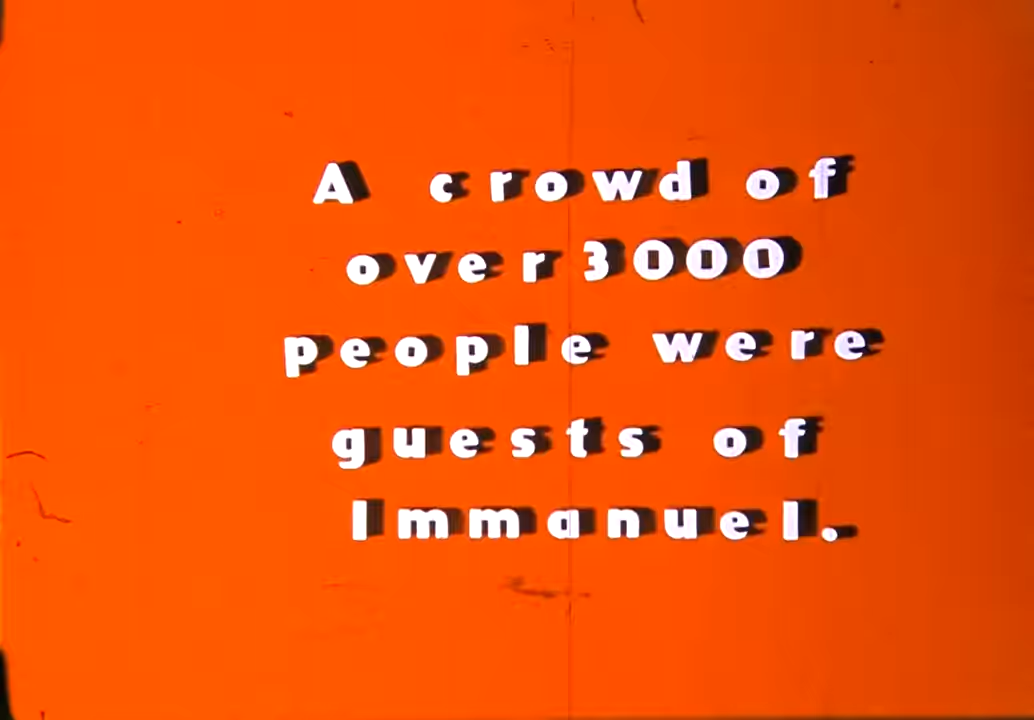 A crowd of
over 3000
people were
guests of
Immanuel.